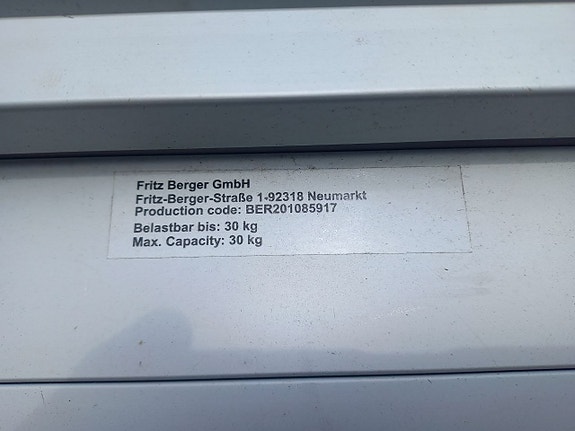 Fritz Berger GmbH
Fritz-Berger-Straße 1-92318 Neumarkt
Production code: BER201085917
Belastbar bis: 30 kg
Max. Capacity: 30 kg